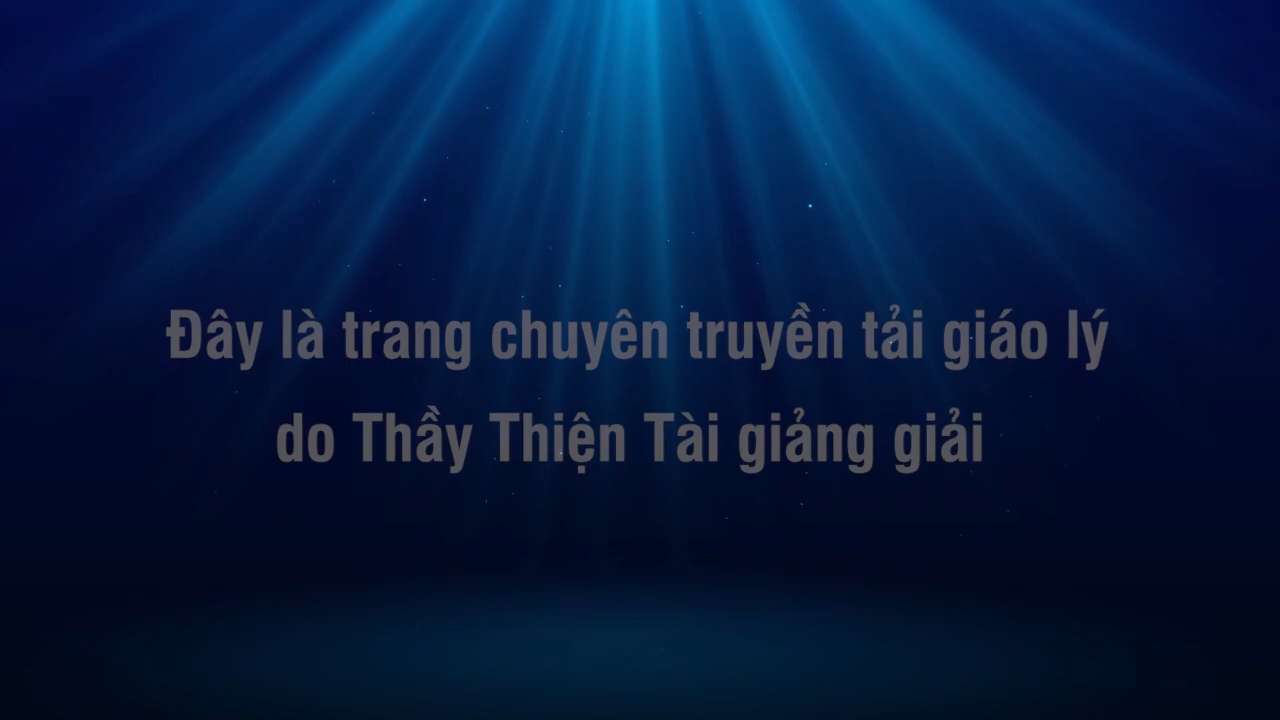 Đây là trang chuyên truyền tải giáo lý
do Thầy Thiện Tài giảng giải